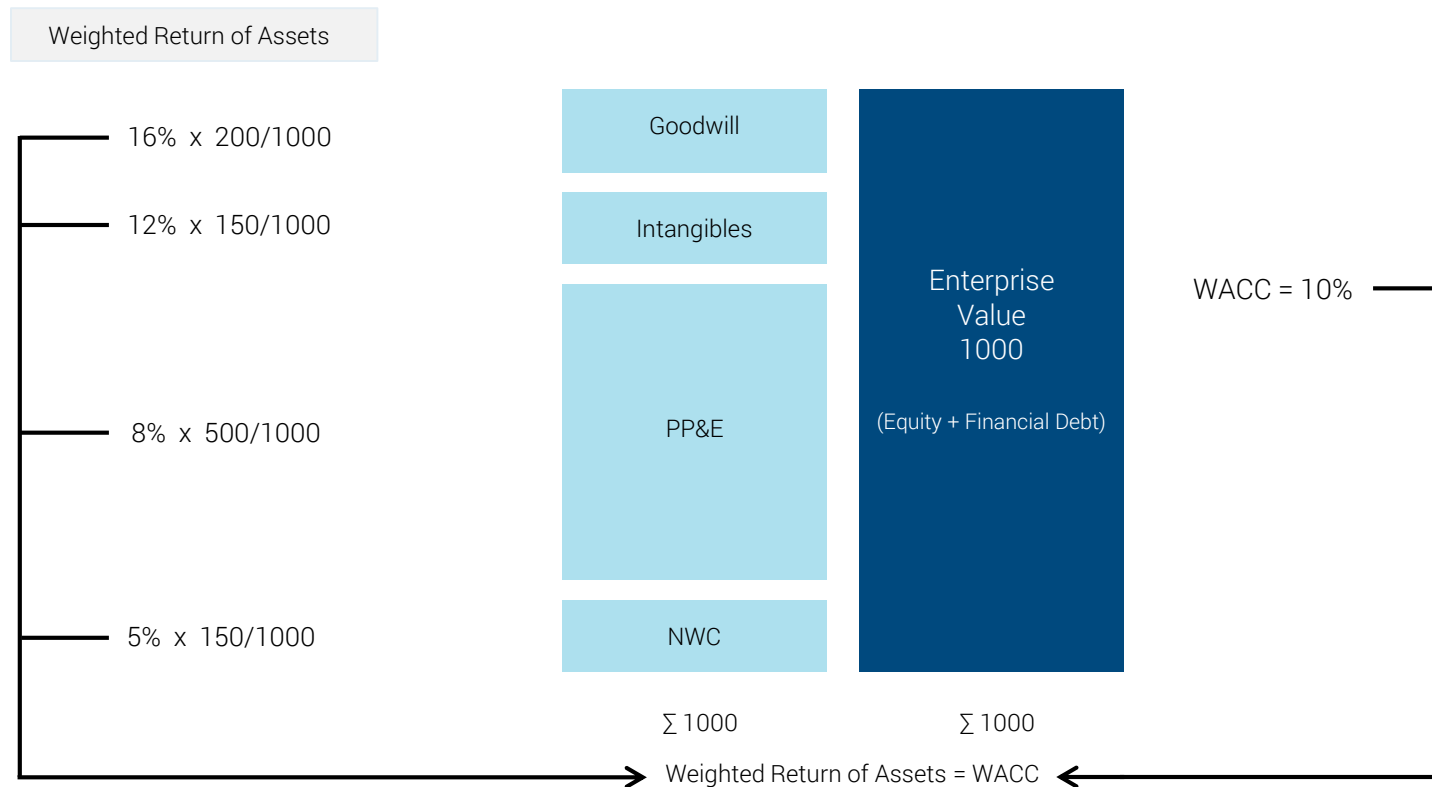 Weighted Return of Assets
16% x 200/1000
Goodwill
12% x 150/1000
Intangibles
Enterprise
Value
1000
WACC = 10%
8% x 500/1000
PP&E
(Equity + Financial Debt)
5% x 150/1000
NWC
∑ 1000
∑ 1000
Weighted Return of Assets = WACC